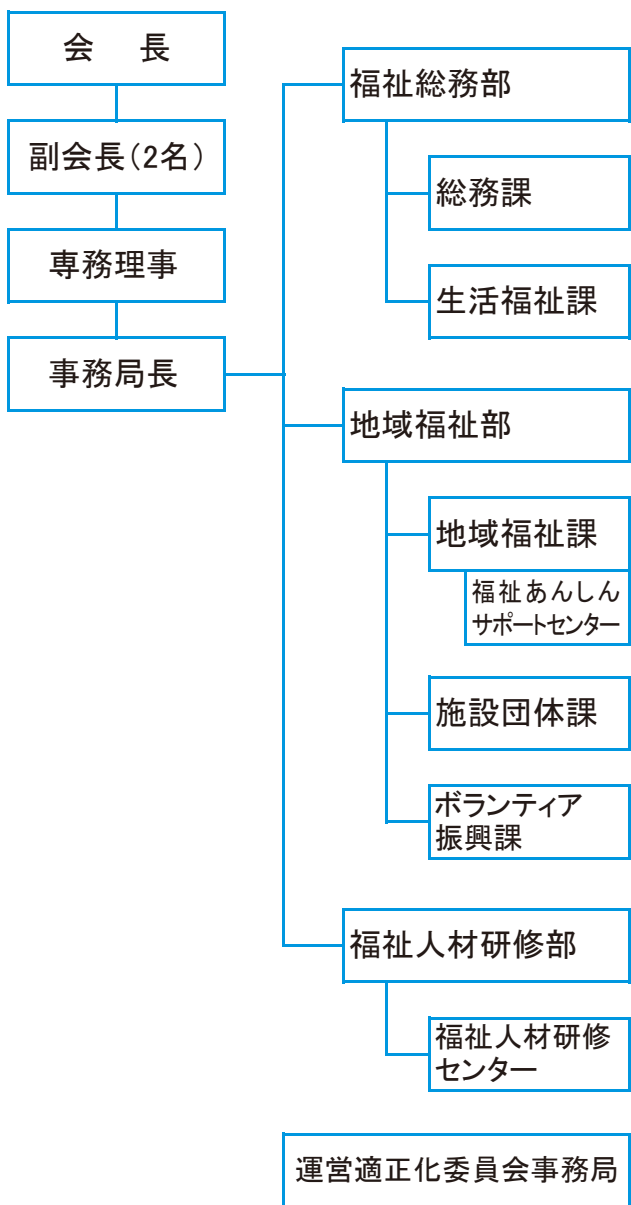 会　長
副会長(2名)
専務理事
事務局長
福祉総務部
総務課
生活福祉課
地域福祉部
地域福祉課
福祉あんしん
サポートセンター
施設団体課
ボランティア
振興課
福祉人材研修部
福祉人材研修
センター
運営適正化委員会事務局